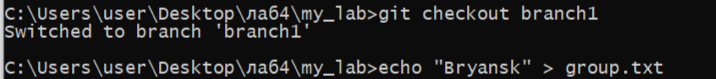 C:\Users\user\Desktop\лаб4\my_lab>git checkout branch1
Switched to branch 'branch1'
C:\Users\user\Desktop\лаб4\my_lab>echo "Bryansk" > group.txt